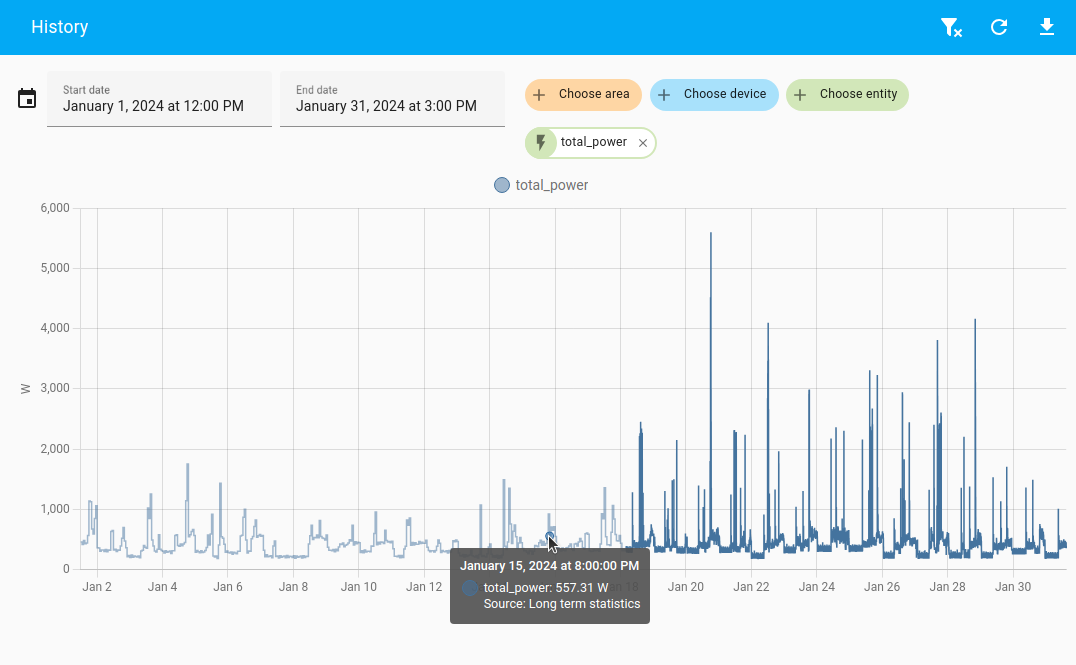 History
Start date
January 1, 2024 at 12:00 PM
End date
January 31, 2024 at 3:00 PM
Choose area
Choose device
Choose entity
total_power
total_power
6,000
5,000
4,000
3,000
2,000
1,000
0
W
Jan 2
Jan 4
Jan 6
Jan 8
Jan 10
Jan 12
Jan 20
Jan 22
Jan 24
Jan 26
Jan 28
Jan 30
January 15, 2024 at 8:00:00 PM
total_power: 557.31 W
Source: Long term statistics